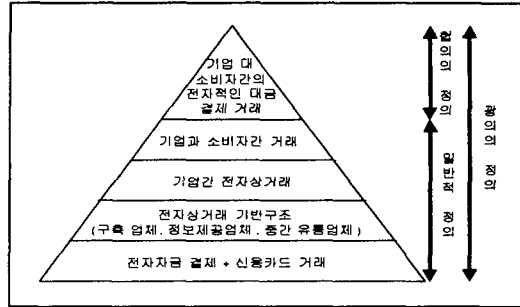 기업 대
소비자간의
전자적인 대금
결제 거래
기업과 소비자간 거래
기업간 전자상거래
전자상거래 기반구조
(구축 업체, 정보제공업체, 중간 유통업체)
전자자금 결제 + 신용카드 거래
협의의 정의
일반적 정의
광의의 정의